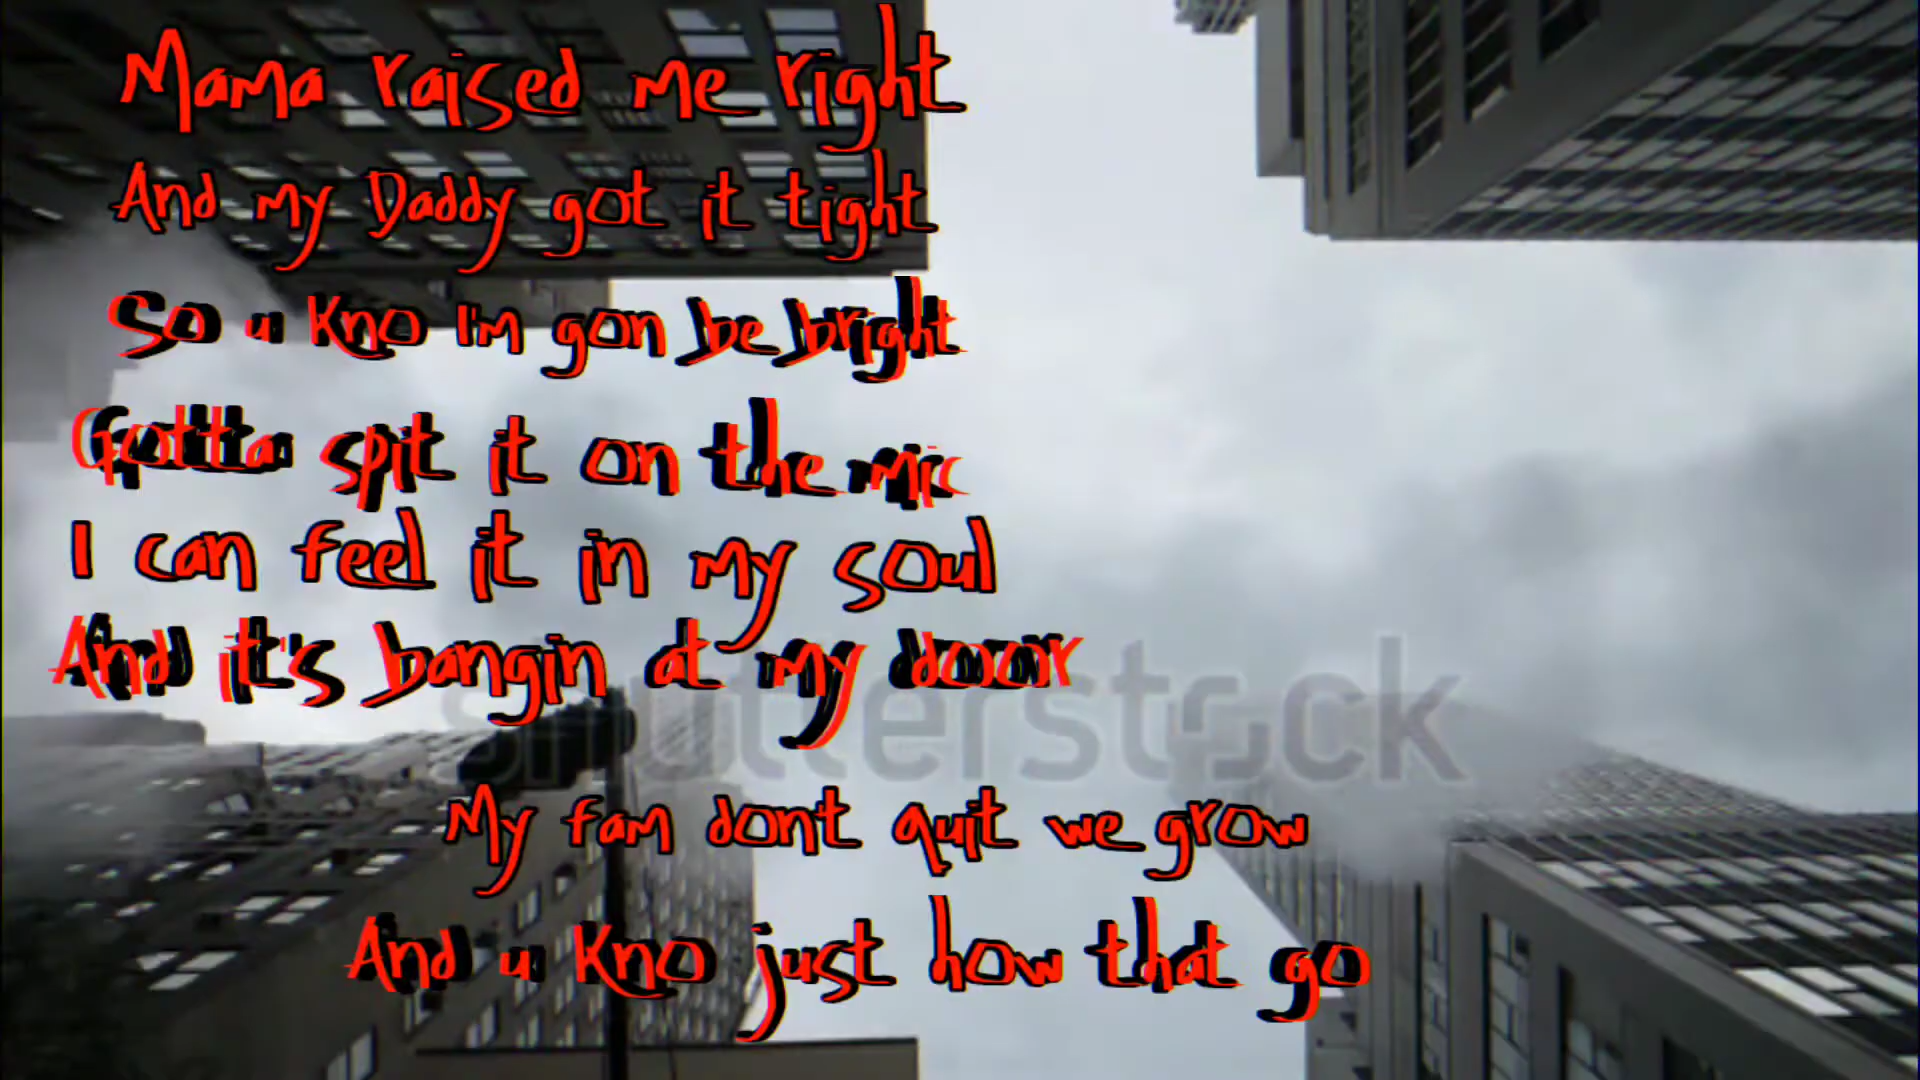 Mama raised me right
And my Daddy got it tight
So u kno I'm gon be bright
Gotta spit it on the mic
I can feel it in my soul
And it's bangin at my door
shutterstock
My fam dont quit we grow
And u kno just how that go